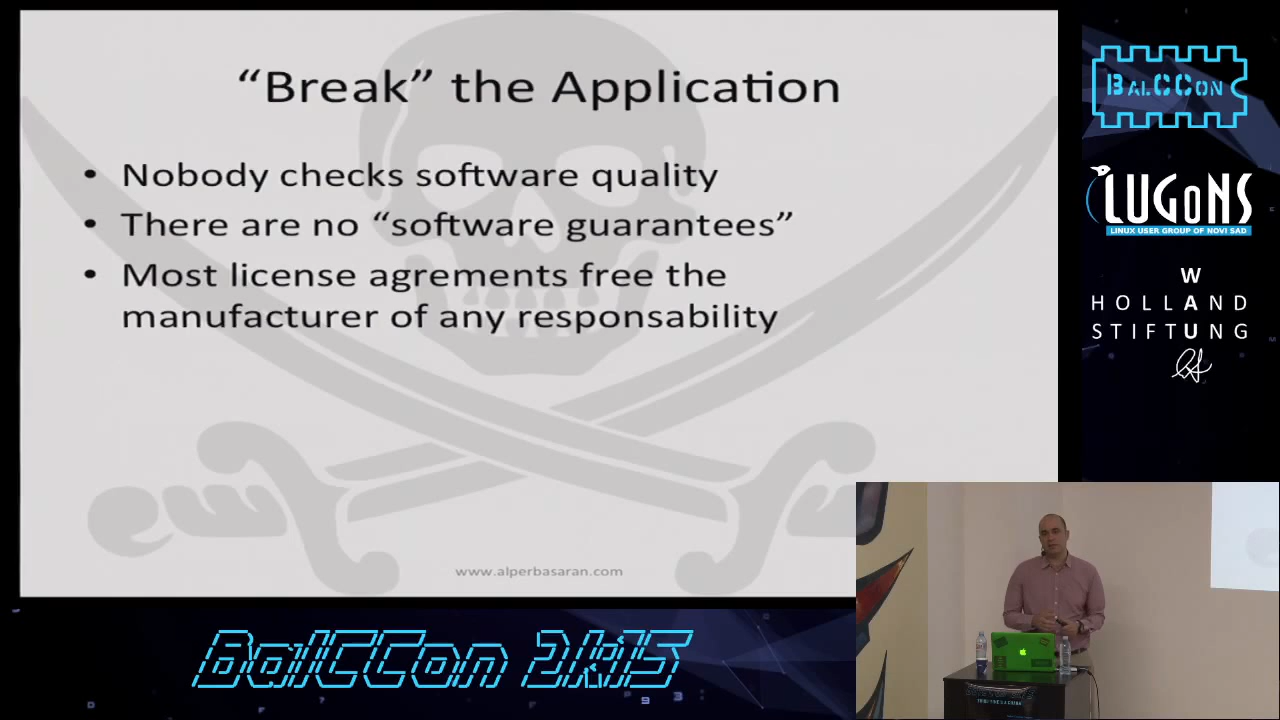 “Break” the Application
• Nobody checks software quality
• There are no “software guarantees”
• Most license agrements free the
manufacturer of any responsability
www.alperbasaran.com
BALCCON
LUGONS
LINUX USER GROUP OF NOVI SAD
W
HOLLAND
STIFTUNG
BalCCon 2k15